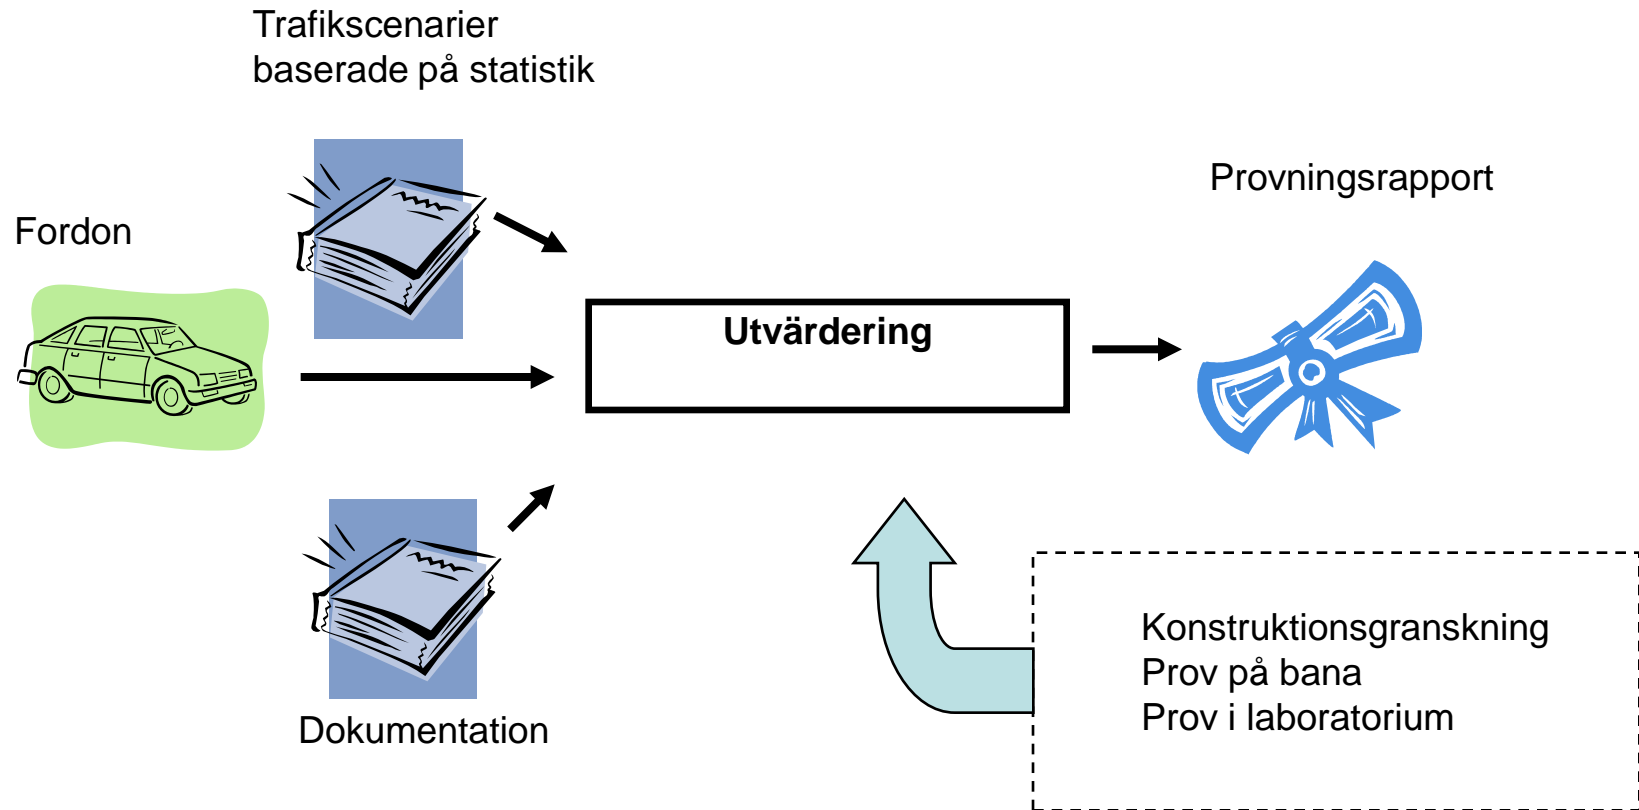 Trafikscenarier
baserade på statistik
Provningsrapport
Fordon
Utvärdering
Konstruktionsgranskning
Prov på bana
Prov i laboratorium
Dokumentation